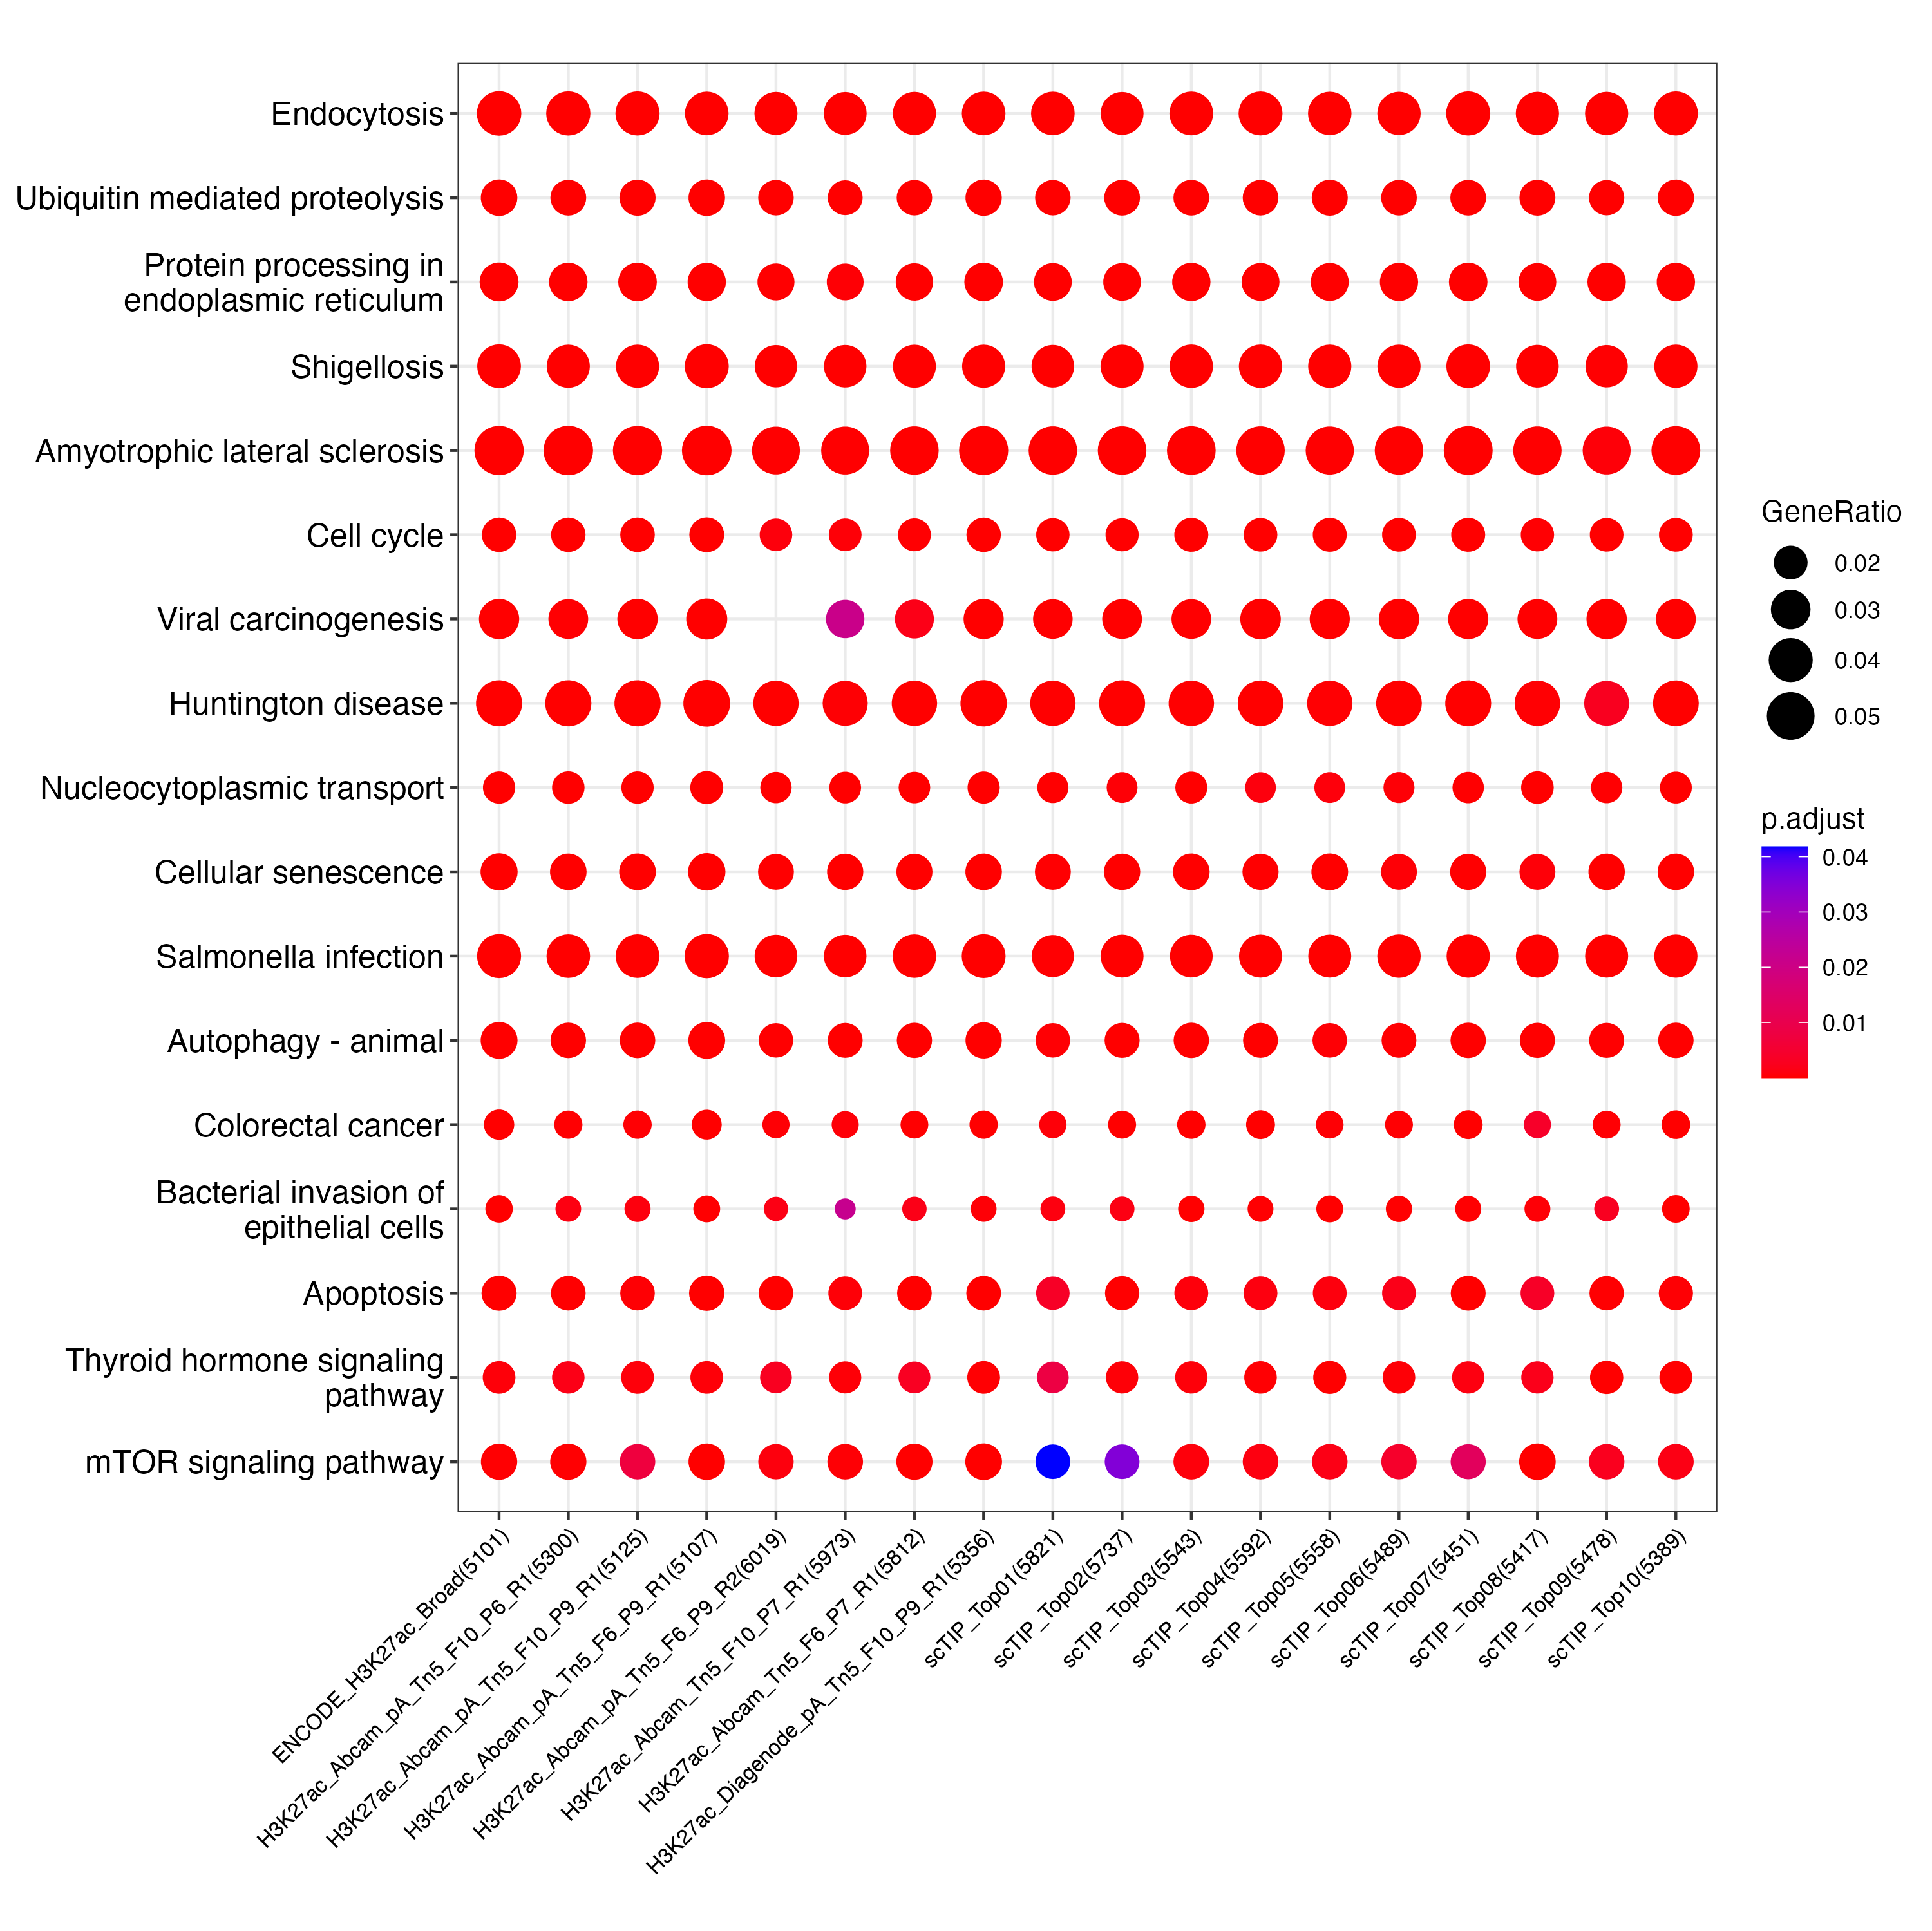 Endocytosis
Ubiquitin mediated proteolysis
Protein processing in
endoplasmic reticulum
Shigellosis
Amyotrophic lateral sclerosis
Cell cycle
Viral carcinogenesis
Huntington disease
Nucleocytoplasmic transport
Cellular senescence
Salmonella infection
Autophagy - animal
Colorectal cancer
Bacterial invasion of
epithelial cells
Apoptosis
Thyroid hormone signaling
pathway
mTOR signaling pathway
ENCODE_H3K27ac_Broad(5101)
H3K27ac_Abcam_pA_Tn5_F10_P6_R1(5300)
H3K27ac_Abcam_pA_Tn5_F10_P9_R1(5125)
H3K27ac_Abcam_pA_Tn5_F6_P9_R1(5107)
H3K27ac_Abcam_pA_Tn5_F6_P9_R2(6019)
H3K27ac_Abcam_Tn5_F10_P7_R1(5973)
H3K27ac_Abcam_Tn5_F6_P7_R1(5812)
H3K27ac_Diagenode_pA_Tn5_F10_P9_R1(5356)
scTIP_Top01(5821)
scTIP_Top02(5737)
scTIP_Top03(5543)
scTIP_Top04(5592)
scTIP_Top05(5558)
scTIP_Top06(5489)
scTIP_Top07(5451)
scTIP_Top08(5417)
scTIP_Top09(5478)
scTIP_Top10(5389)
GeneRatio
0.02
0.03
0.04
0.05
p.adjust
0.04
0.03
0.02
0.01